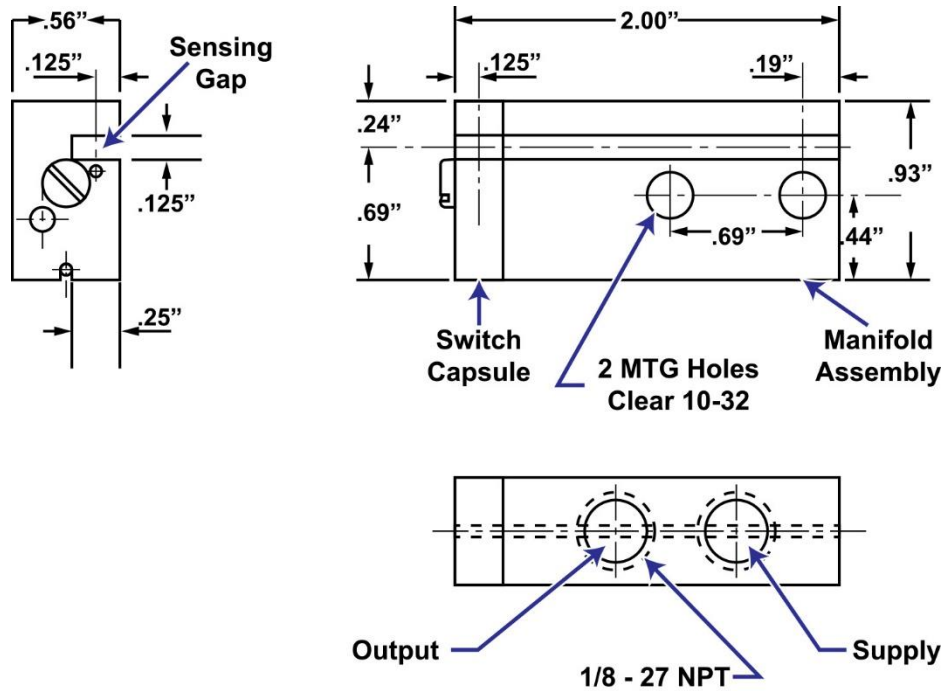 .56”
2.00”
.125”
Sensing
Gap
.125”
.19”
.24”
.125”
.69”
.93”
.69”
.44”
.25”
Switch
Capsule
2 MTG Holes
Clear 10-32
Manifold
Assembly
Output
1/8 - 27 NPT
Supply